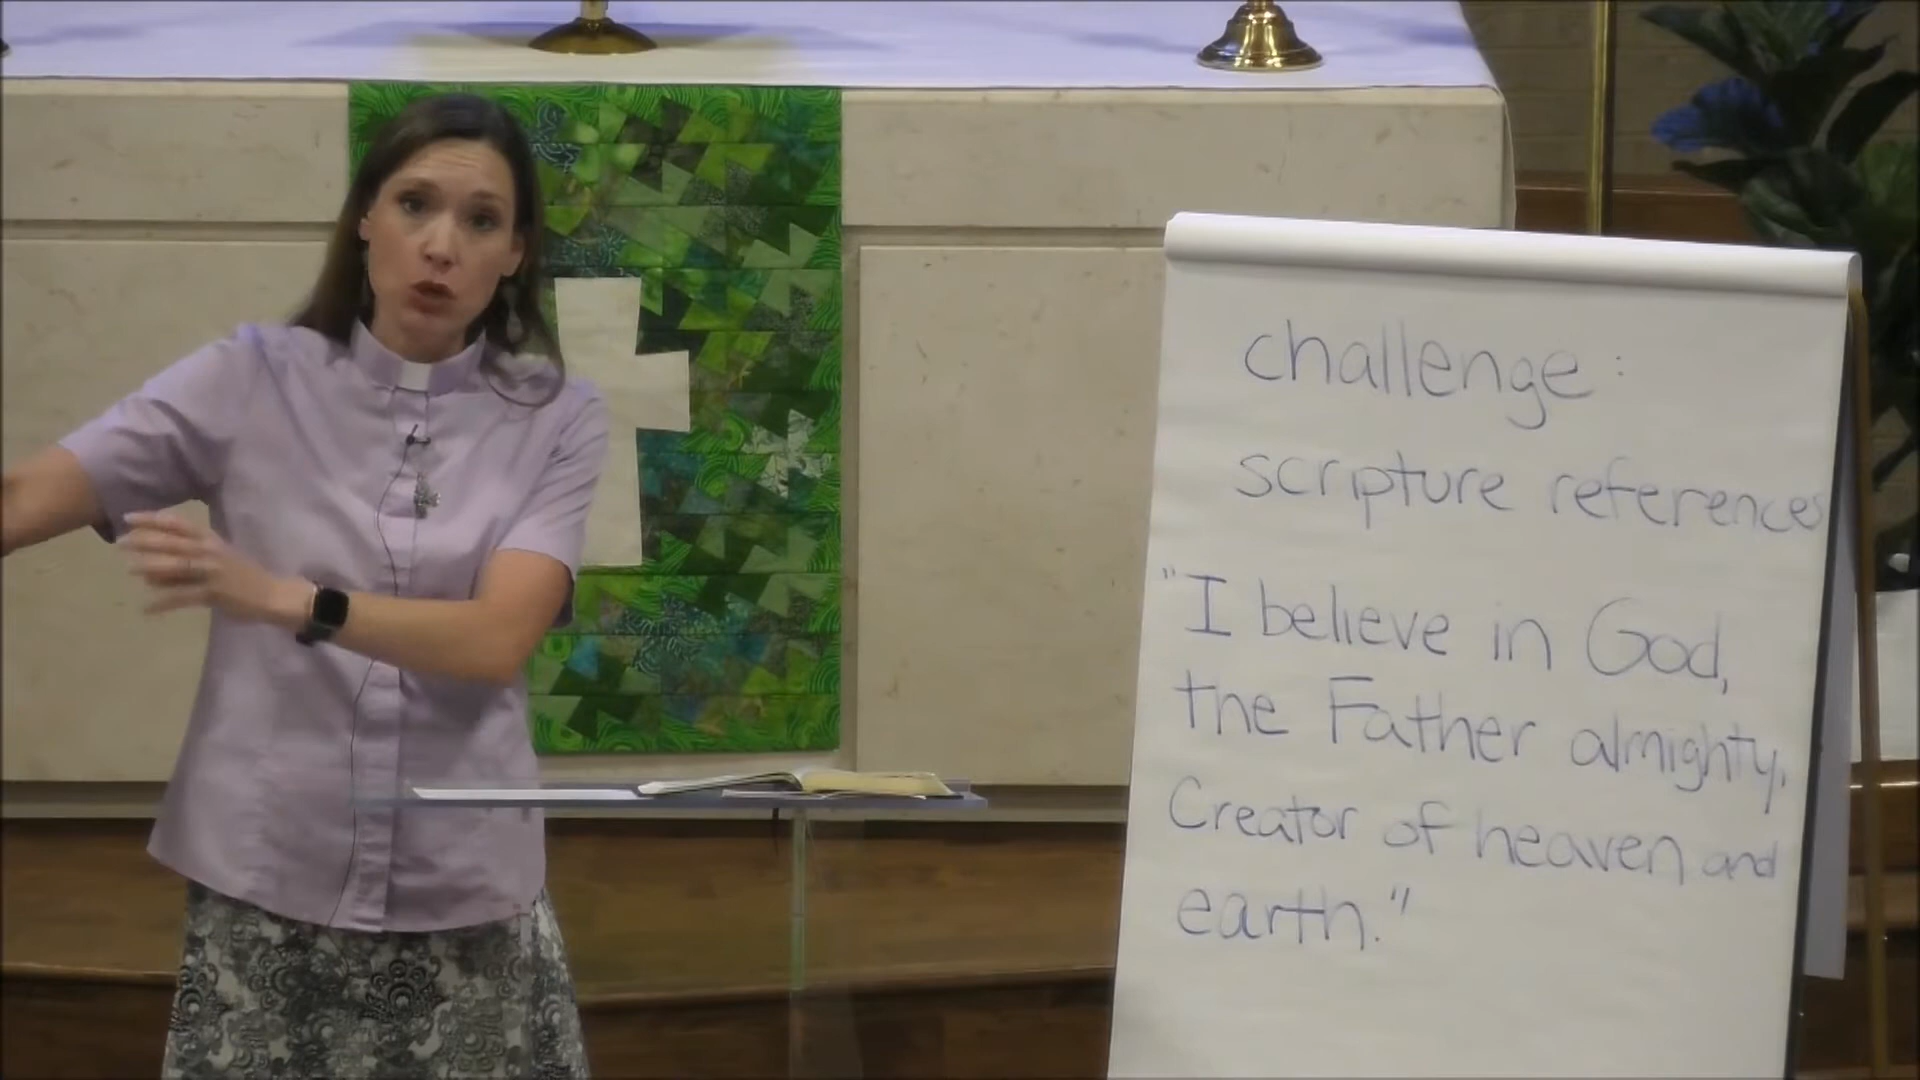 challenge:
scripture references
"I believe in God,
the Father almighty,
Creator of heaven and
earth."